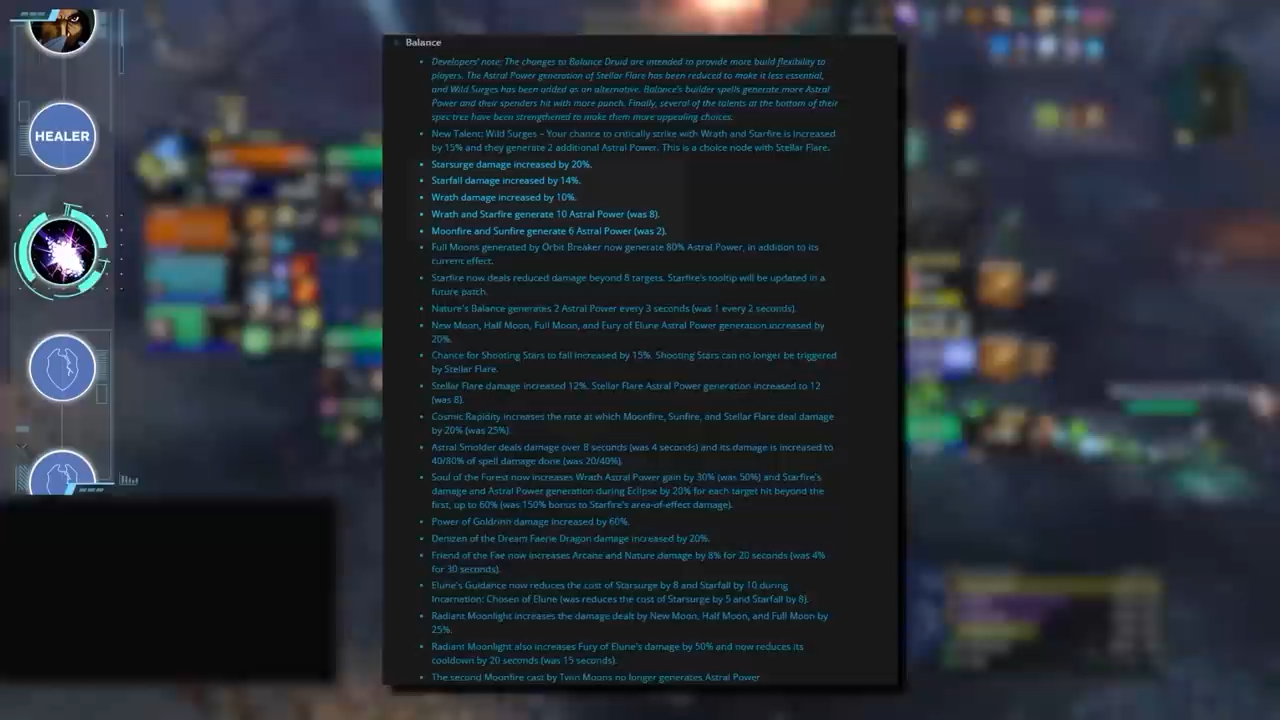 Balance
Developers' note: The changes to Balance Druid are intended to provide more build flexibility to
players. The Astral Power generation of Stellar Flare has been reduced to make it less essential,
and Wild Surges has been added as an alternative. Balance's builder spells generate more Astral
Power and their spenders hit with more punch. Finally, several of the talents at the bottom of their
spec tree have been strengthened to make them more appealing choices.
New Talent: Wild Surges – Your chance to critically strike with Wrath and Starfire is increased
by 15% and they generate 2 additional Astral Power. This is a choice node with Stellar Flare.
HEALER
Starsurge damage increased by 20%.
Starfall damage increased by 14%.
Wrath damage increased by 10%.
Wrath and Starfire generate 10 Astral Power (was 8).
Moonfire and Sunfire generate 6 Astral Power (was 2).
Full Moons generated by Orbit Breaker now generate 80% Astral Power, in addition to its
current effect.
Starfire now deals reduced damage beyond 8 targets. Starfire's tooltip will be updated in a
future patch.
Nature's Balance generates 2 Astral Power every 3 seconds (was 1 every 2 seconds).
New Moon, Half Moon, Full Moon, and Fury of Elune Astral Power generation increased by
20%.
Chance for Shooting Stars to fall increased by 15%. Shooting Stars can no longer be triggered
by Stellar Flare.
Stellar Flare damage increased 12%. Stellar Flare Astral Power generation increased to 12
(was 8).
Cosmic Rapidity increases the rate at which Moonfire, Sunfire, and Stellar Flare deal damage
by 20% (was 25%).
Astral Smolder deals damage over 8 seconds (was 4 seconds) and its damage is increased to
40/80% of spell damage done (was 20/40%).
Soul of the Forest now increases Wrath Astral Power gain by 30% (was 50%) and Starfire's
damage and Astral Power generation during Eclipse by 20% for each target hit beyond the
first, up to 60% (was 150% bonus to Starfire's area-of-effect damage).
Power of Goldrinn damage increased by 60%.
Denizen of the Dream Faerie Dragon damage increased by 20%.
Friend of the Fae now increases Arcane and Nature damage by 8% for 20 seconds (was 4%
for 30 seconds).
Elune's Guidance now reduces the cost of Starsurge by 8 and Starfall by 10 during
Incarnation: Chosen of Elune (was reduces the cost of Starsurge by 5 and Starfall by 8).
Radiant Moonlight increases the damage dealt by New Moon, Half Moon, and Full Moon by
25%.
Radiant Moonlight also increases Fury of Elune's damage by 50% and now reduces its
cooldown by 20 seconds (was 15 seconds).
The second Moonfire cast by Twin Moons no longer generates Astral Power